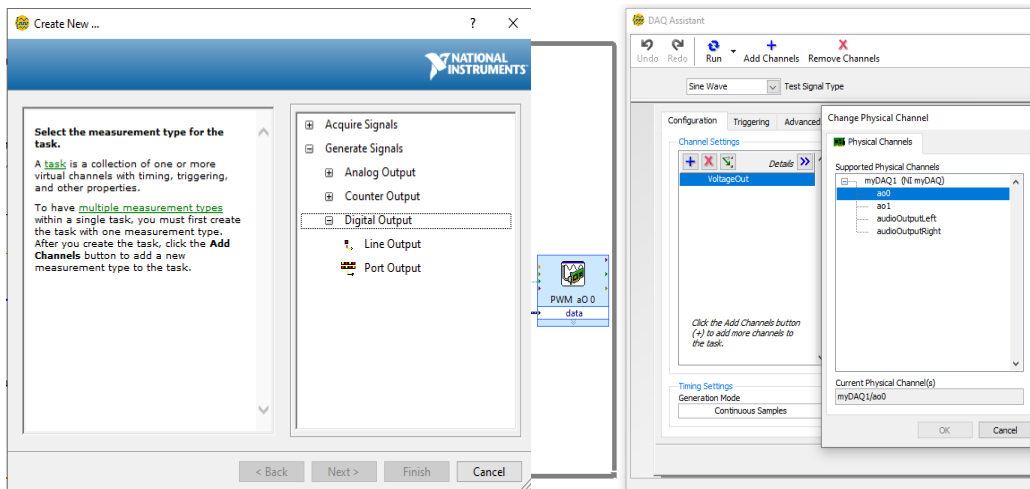 Create New ...
NATIONAL
INSTRUMENTS
Select the measurement type for the
task.
A task is a collection of one or more
virtual channels with timing, triggering,
and other properties.
To have multiple measurement types
within a single task, you must first create
the task with one measurement type.
After you create the task, click the Add
Channels button to add a new
measurement type to the task.
Acquire Signals
Generate Signals
Analog Output
Counter Output
Digital Output
Line Output
Port Output
< Back
Next >
Finish
Cancel
PWM aO 0
data
DAQ Assistant
Undo
Redo
Run
Add Channels
Remove Channels
Sine Wave
Test Signal Type
Configuration
Triggering
Advanced
Channel Settings
Details
VoltageOut
Click the Add Channels button
(+) to add more channels to
the task.
Timing Settings
Generation Mode
Continuous Samples
Change Physical Channel
Physical Channels
Supported Physical Channels
myDAQ1 (NI myDAQ)
ao0
ao1
audioOutputLeft
audioOutputRight
Current Physical Channel(s)
myDAQ1/ao0
OK
Cancel